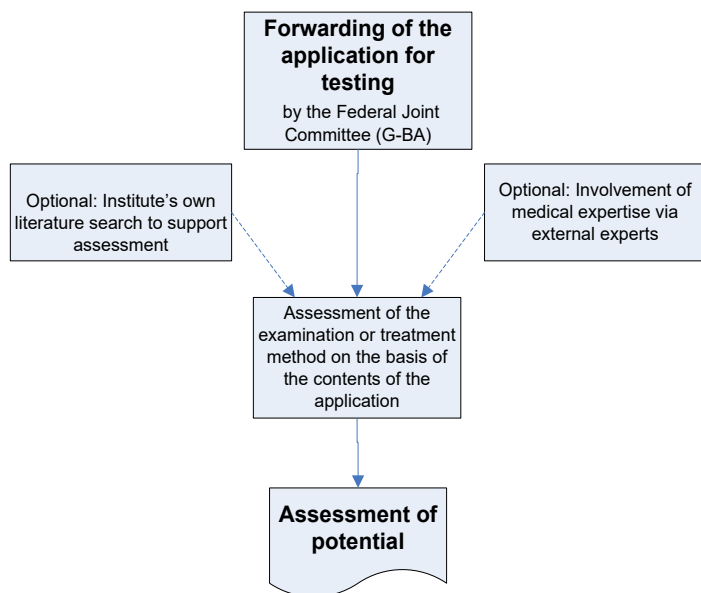 Forwarding of the
application for
testing
by the Federal Joint
Committee (G-BA)
Optional: Institute’s own
literature search to support
assessment
Optional: Involvement of
medical expertise via
external experts
Assessment of the
examination or treatment
method on the basis of
the contents of the
application
Assessment of
potential